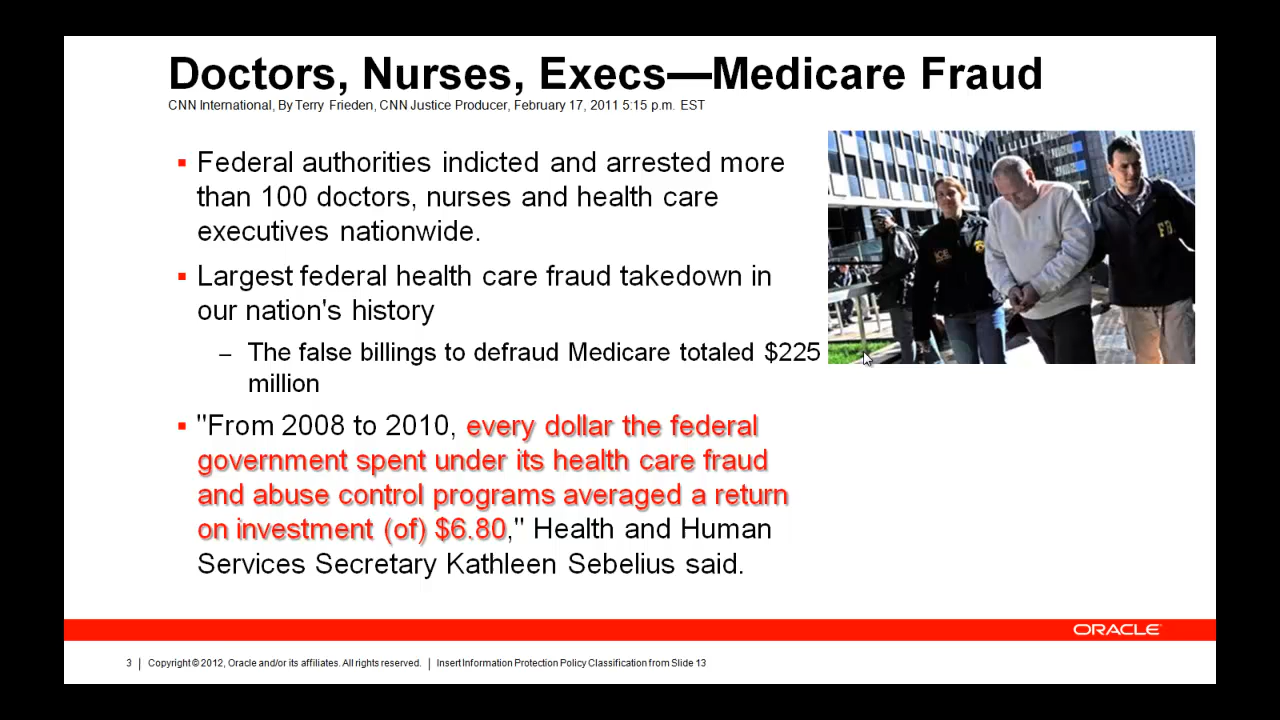 Doctors, Nurses, Execs—Medicare Fraud
CNN International, By Terry Frieden, CNN Justice Producer, February 17, 2011 5:15 p.m. EST
▪ Federal authorities indicted and arrested more
than 100 doctors, nurses and health care
executives nationwide.
▪ Largest federal health care fraud takedown in
our nation's history
– The false billings to defraud Medicare totaled $225
million
▪ "From 2008 to 2010, every dollar the federal
government spent under its health care fraud
and abuse control programs averaged a return
on investment (of) $6.80," Health and Human
Services Secretary Kathleen Sebelius said.
ICE
FB
ORACLE
3 | Copyright © 2012, Oracle and/or its affiliates. All rights reserved. | Insert Information Protection Policy Classification from Slide 13